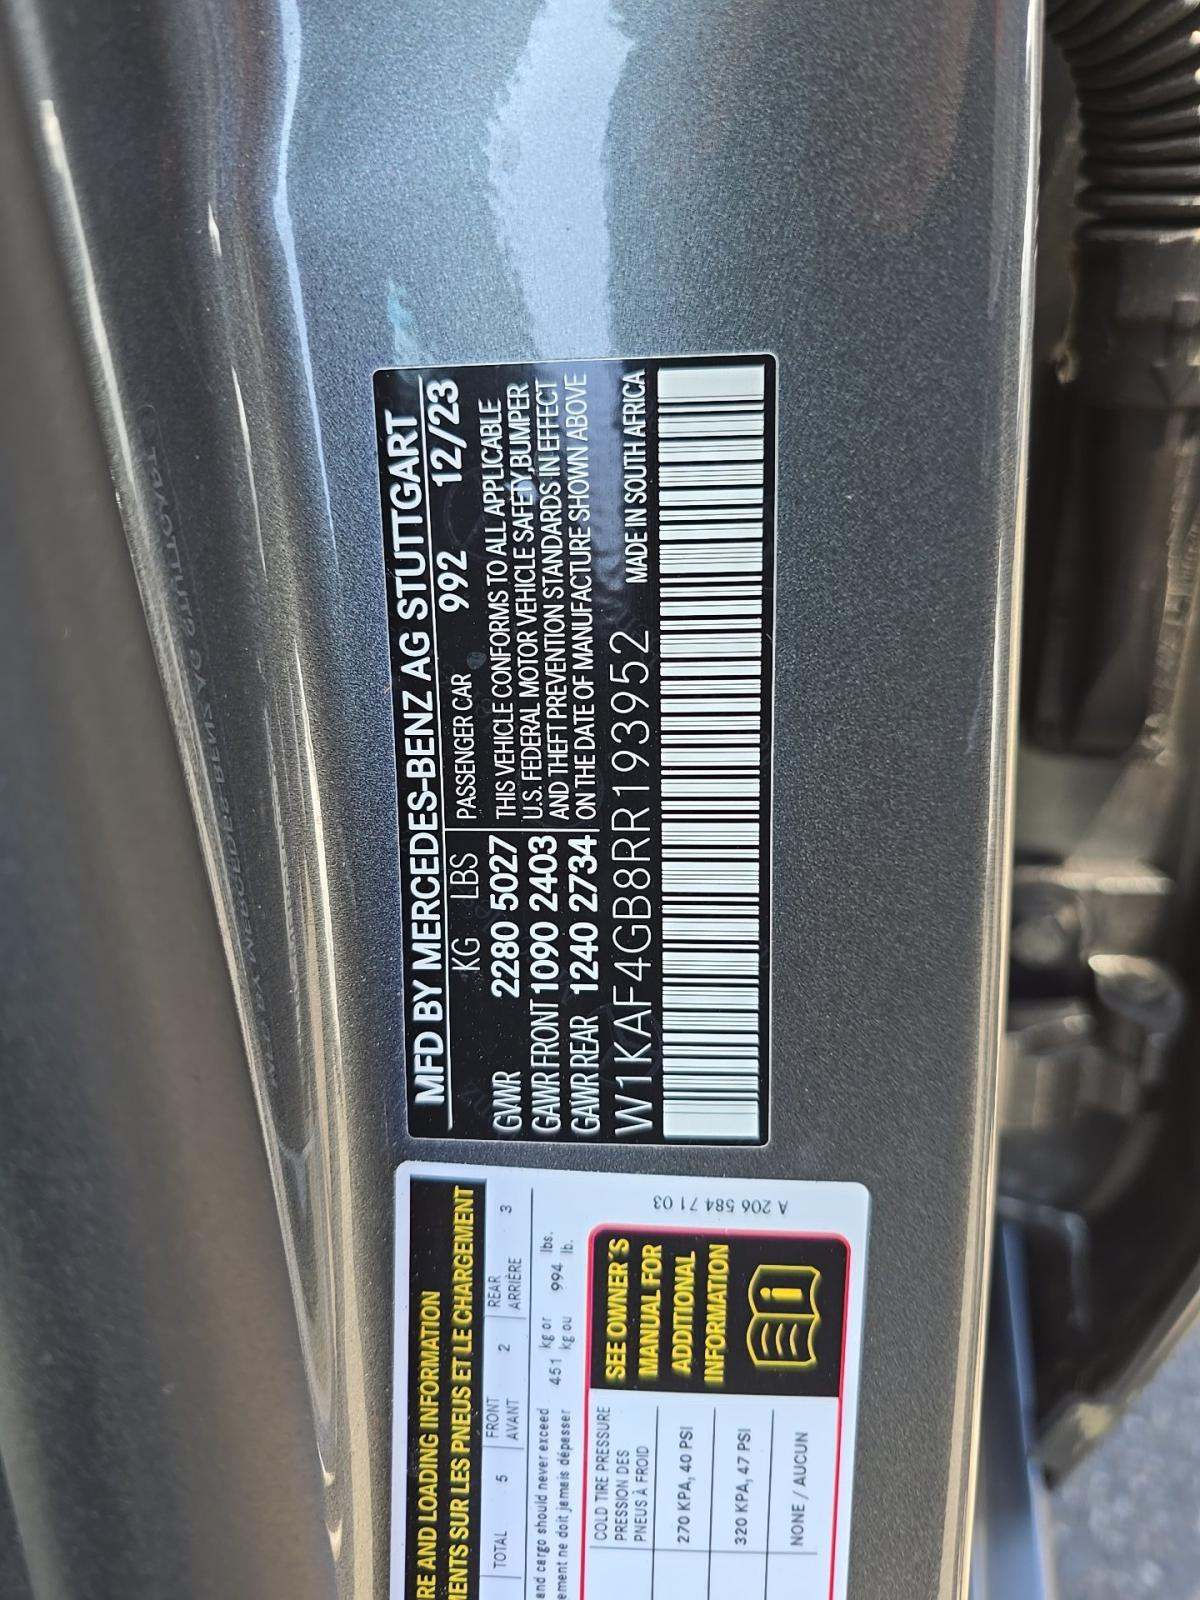 MFD BY MERCEDES-BENZ AG STUTTGART
KG LBS PASSENGER CAR 992 12/23
GVWR 2280 5027
GAWR FRONT 1090 2403
GAWR REAR 1240 2734
THIS VEHICLE CONFORMS TO ALL APPLICABLE
U.S. FEDERAL MOTOR VEHICLE SAFETY,BUMPER
AND THEFT PREVENTION STANDARDS IN EFFECT
ON THE DATE OF MANUFACTURE SHOWN ABOVE
W1KAF4GB8RR193952 MADE IN SOUTH AFRICA
AND LOADING INFORMATION
SUR LES PNEUS ET LE CHARGEMENT
TOTAL 5 FRONT 2 REAR 3
AVANT ARRIÈRE
and cargo should never exceed 451 kg or 994 lbs.
ne doit jamais dépasser kg ou lb.
COLD TIRE PRESSURE
PRESSION DES
PNEUS À FROID
270 KPA, 40 PSI
320 KPA, 47 PSI
NONE / AUCUN
SEE OWNER'S
MANUAL FOR
ADDITIONAL
INFORMATION
A 206 584 71 03